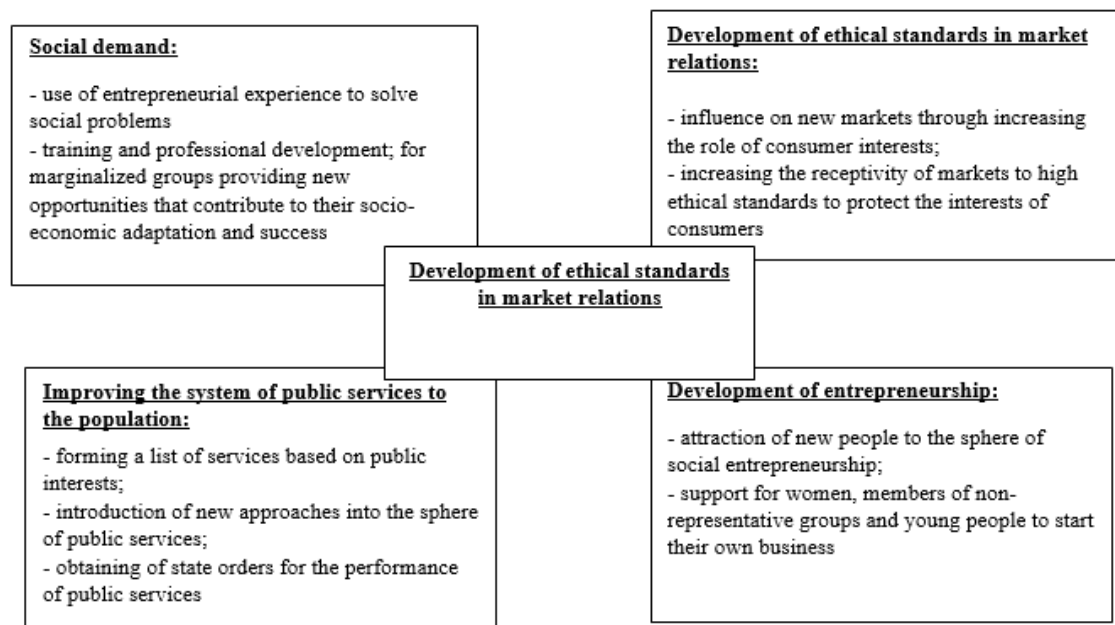 Social demand:
- use of entrepreneurial experience to solve
social problems
- training and professional development; for
marginalized groups providing new
opportunities that contribute to their socio-
economic adaptation and success
Development of ethical standards in market
relations:
- influence on new markets through increasing
the role of consumer interests;
- increasing the receptivity of markets to high
ethical standards to protect the interests of
consumers
Development of ethical standards
in market relations
Improving the system of public services to
the population:
- forming a list of services based on public
interests;
- introduction of new approaches into the sphere
of public services;
- obtaining of state orders for the performance
of public services
Development of entrepreneurship:
- attraction of new people to the sphere of
social entrepreneurship;
- support for women, members of non-
representative groups and young people to start
their own business